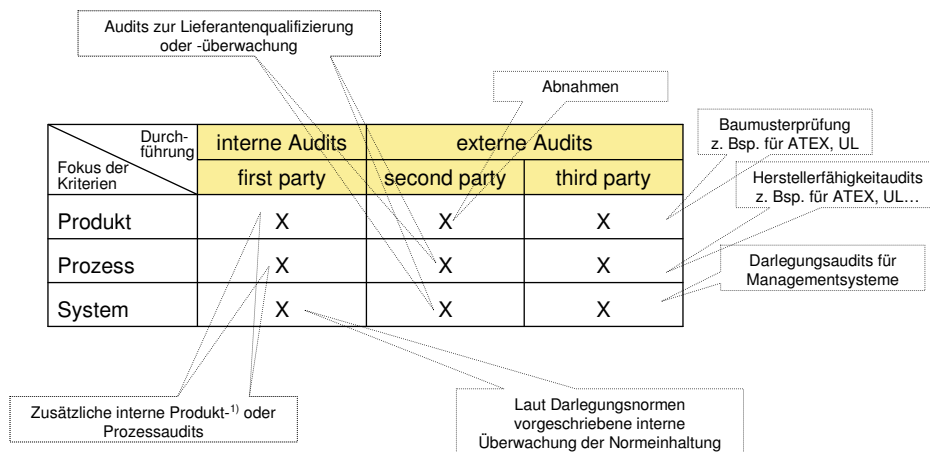 Audits zur Lieferantenqualifizierung
oder -überwachung
Abnahmen
Baumusterprüfung
z. Bsp. für ATEX, UL
Durch-
führung
Fokus der
Kriterien
interne Audits
externe Audits
first party
second party
third party
Herstellerfähigkeitaudits
z. Bsp. für ATEX, UL…
Produkt X X X
Prozess X X X
Darlegungsaudits für
Managementsysteme
System X X X
Zusätzliche interne Produkt-¹⁾ oder
Prozessaudits
Laut Darlegungsnormen
vorgeschriebene interne
Überwachung der Normeinhaltung